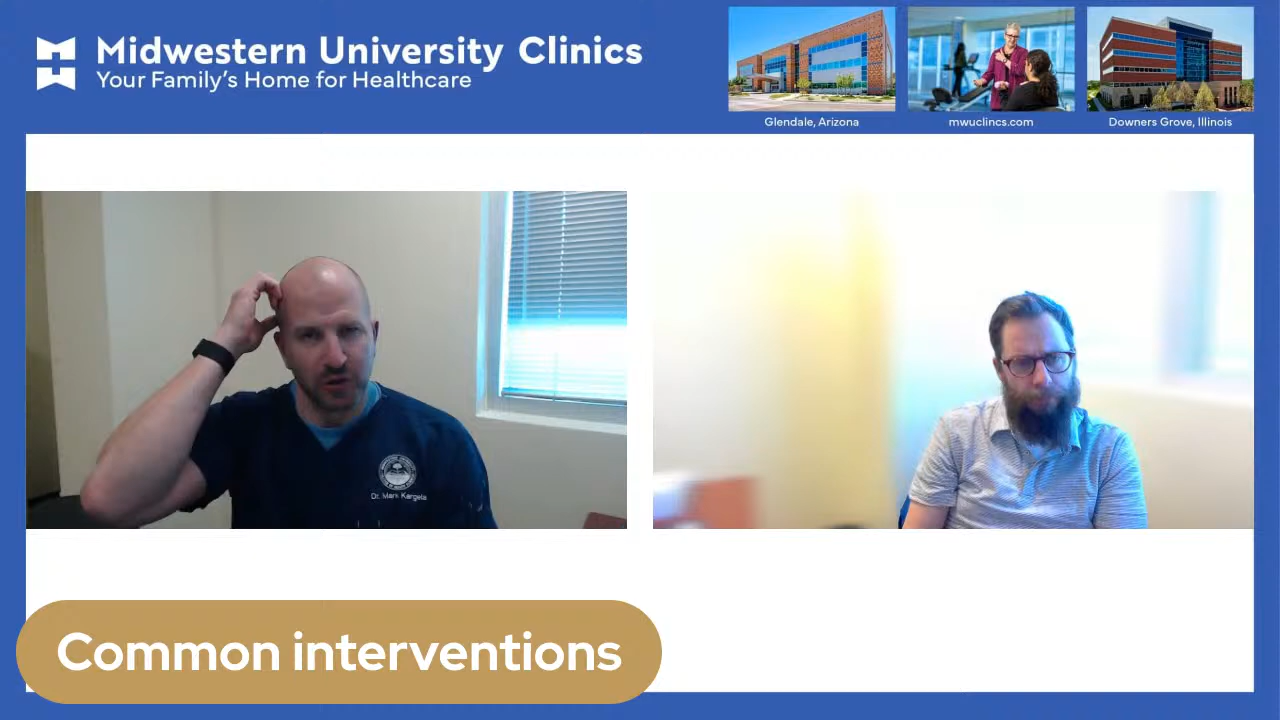 Midwestern University Clinics
Your Family's Home for Healthcare
Glendale, Arizona
mwuclincs.com
Downers Grove, Illinois
Dr. Mark Kargela
Common interventions